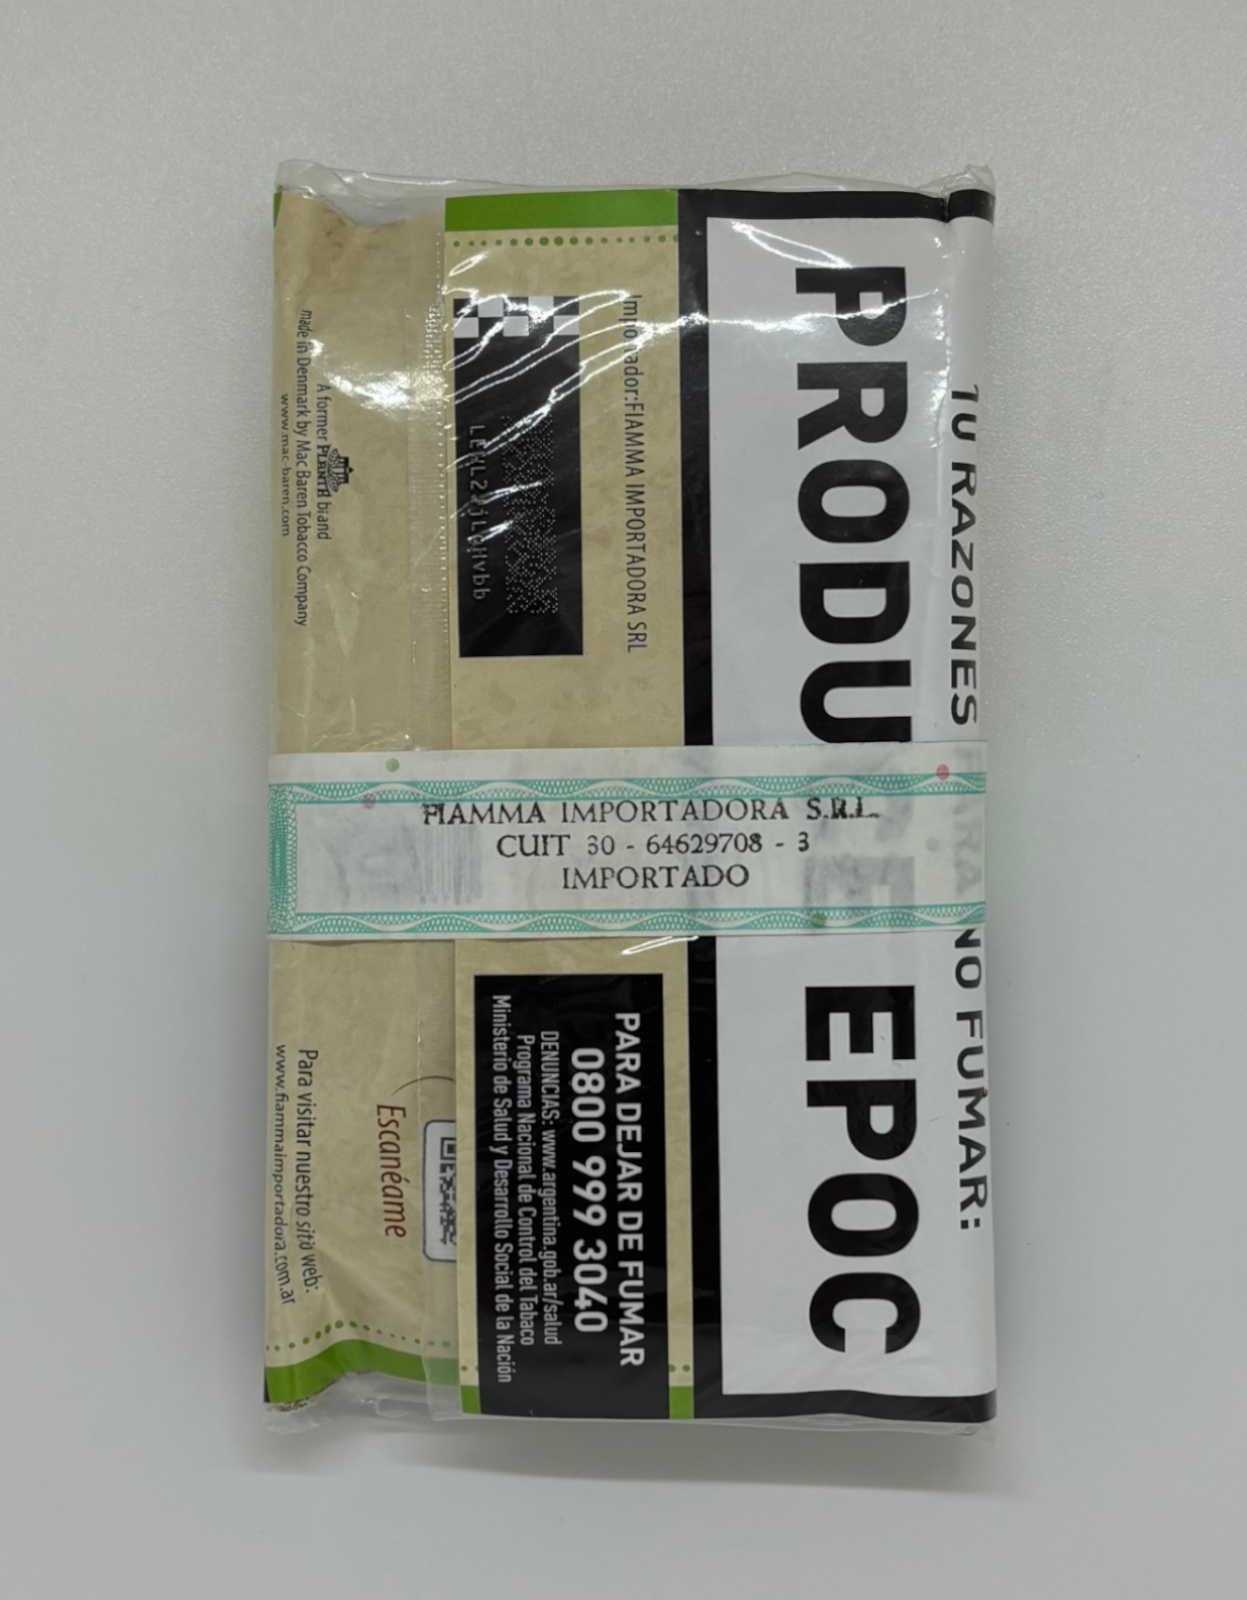 10 RAZONES PARA NO FUMAR:
PRODUCE EPOC
Importador:FIAMMA IMPORTADORA SRL
FIAMMA IMPORTADORA S.R.L.
CUIT 30 - 64629708 - 3
IMPORTADO
PARA DEJAR DE FUMAR
0800 999 3040
DENUNCIAS: www.argentina.gob.ar/salud
Programa Nacional de Control del Tabaco
Ministerio de Salud y Desarrollo Social de la Nación
A former PLANTA brand
made in Denmark by Mac Baren Tobacco Company
www.mac-baren.com
Escanéame
Para visitar nuestro sitio web:
www.fiammaimportadora.com.ar